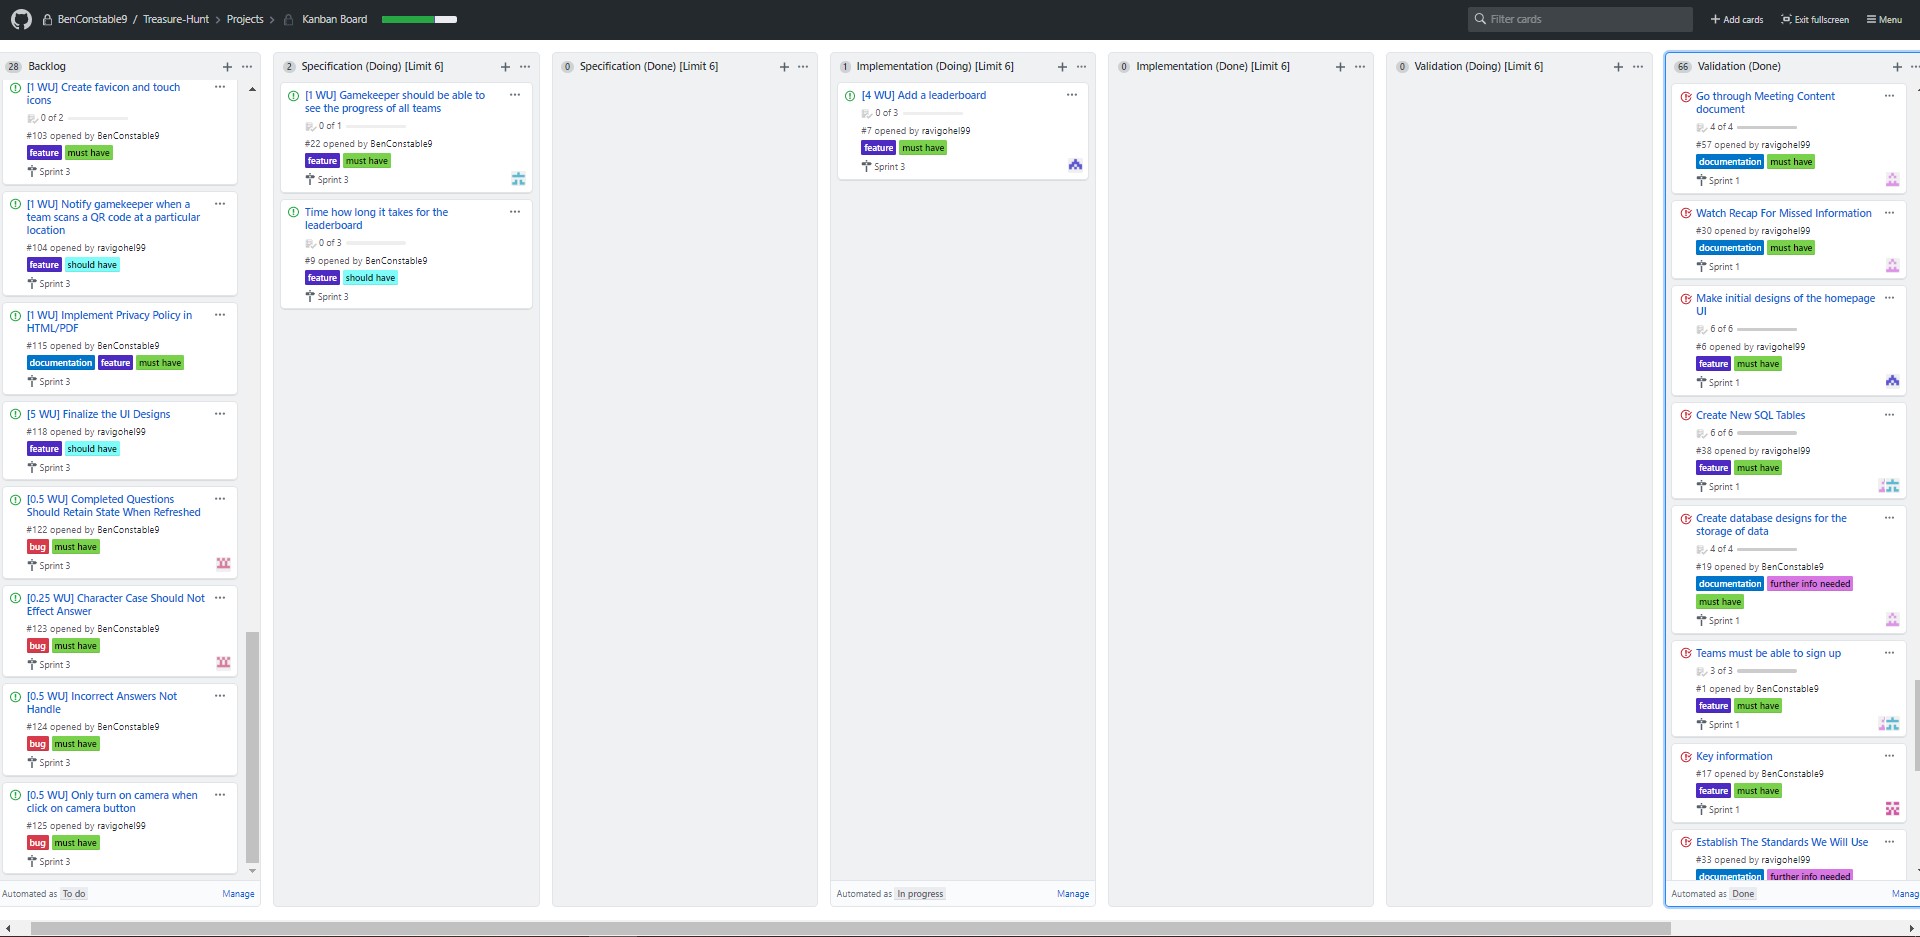 BenConstable9 / Treasure-Hunt Projects Kanban Board
Filter cards
Add cards
Exit fullscreen
Menu
28 Backlog
[1 WU] Create favicon and touch
icons
0 of 2
#103 opened by BenConstable9
feature must have
Sprint 3
[1 WU] Notify gamekeeper when a
team scans a QR code at a particular
location
#104 opened by ravigohel99
feature should have
Sprint 3
[1 WU] Implement Privacy Policy in
HTML/PDF
#115 opened by BenConstable9
documentation feature must have
Sprint 3
[5 WU] Finalize the UI Designs
#118 opened by ravigohel99
feature should have
Sprint 3
[0.5 WU] Completed Questions
Should Retain State When Refreshed
#122 opened by BenConstable9
bug must have
Sprint 3
[0.25 WU] Character Case Should Not
Effect Answer
#123 opened by BenConstable9
bug must have
Sprint 3
[0.5 WU] Incorrect Answers Not
Handle
#124 opened by BenConstable9
bug must have
Sprint 3
[0.5 WU] Only turn on camera when
click on camera button
#125 opened by ravigohel99
bug must have
Sprint 3
Automated as To do Manage
2 Specification (Doing) [Limit 6]
[1 WU] Gamekeeper should be able to
see the progress of all teams
0 of 1
#22 opened by BenConstable9
feature must have
Sprint 3
Time how long it takes for the
leaderboard
0 of 3
#9 opened by BenConstable9
feature should have
Sprint 3
0 Specification (Done) [Limit 6]
1 Implementation (Doing) [Limit 6]
[4 WU] Add a leaderboard
0 of 3
#7 opened by ravigohel99
feature must have
Sprint 3
Automated as In progress Manage
0 Implementation (Done) [Limit 6]
0 Validation (Doing) [Limit 6]
66 Validation (Done)
Go through Meeting Content
document
4 of 4
#57 opened by ravigohel99
documentation must have
Sprint 1
Watch Recap For Missed Information
#30 opened by ravigohel99
documentation must have
Sprint 1
Make initial designs of the homepage
UI
6 of 6
#6 opened by ravigohel99
feature must have
Sprint 1
Create New SQL Tables
6 of 6
#38 opened by ravigohel99
feature must have
Sprint 1
Create database designs for the
storage of data
4 of 4
#19 opened by BenConstable9
documentation further info needed
must have
Sprint 1
Teams must be able to sign up
3 of 3
#1 opened by BenConstable9
feature must have
Sprint 1
Key information
#17 opened by BenConstable9
feature must have
Sprint 1
Establish The Standards We Will Use
#33 opened by ravigohel99
documentation further info needed
Automated as Done Manag